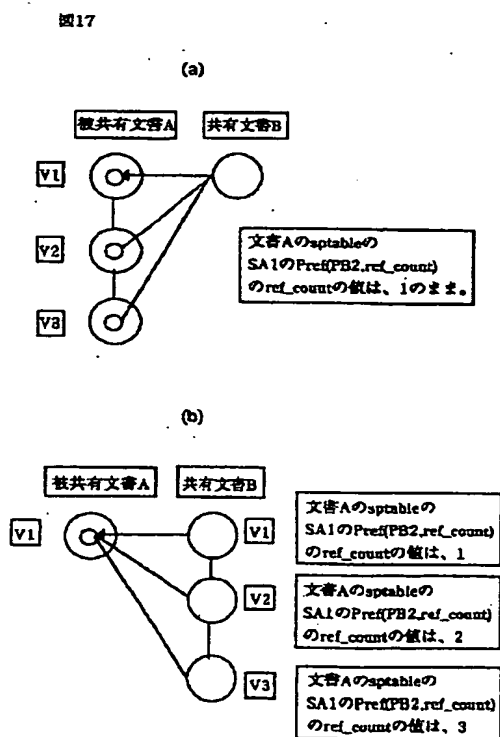 図17
(a)
被共有文書A
共有文書B
V1
V2
V3
文書Aのsptableの
SA1のPref(PB2,ref_count)
のref_countの値は、1のまま。
(b)
被共有文書A
共有文書B
V1
V1
文書Aのsptableの
SA1のPref(PB2,ref_count)
のref_countの値は、1
V2
文書Aのsptableの
SA1のPref(PB2,ref_count)
のref_countの値は、2
V3
文書Aのsptableの
SA1のPref(PB2,ref_count)
のref_countの値は、3